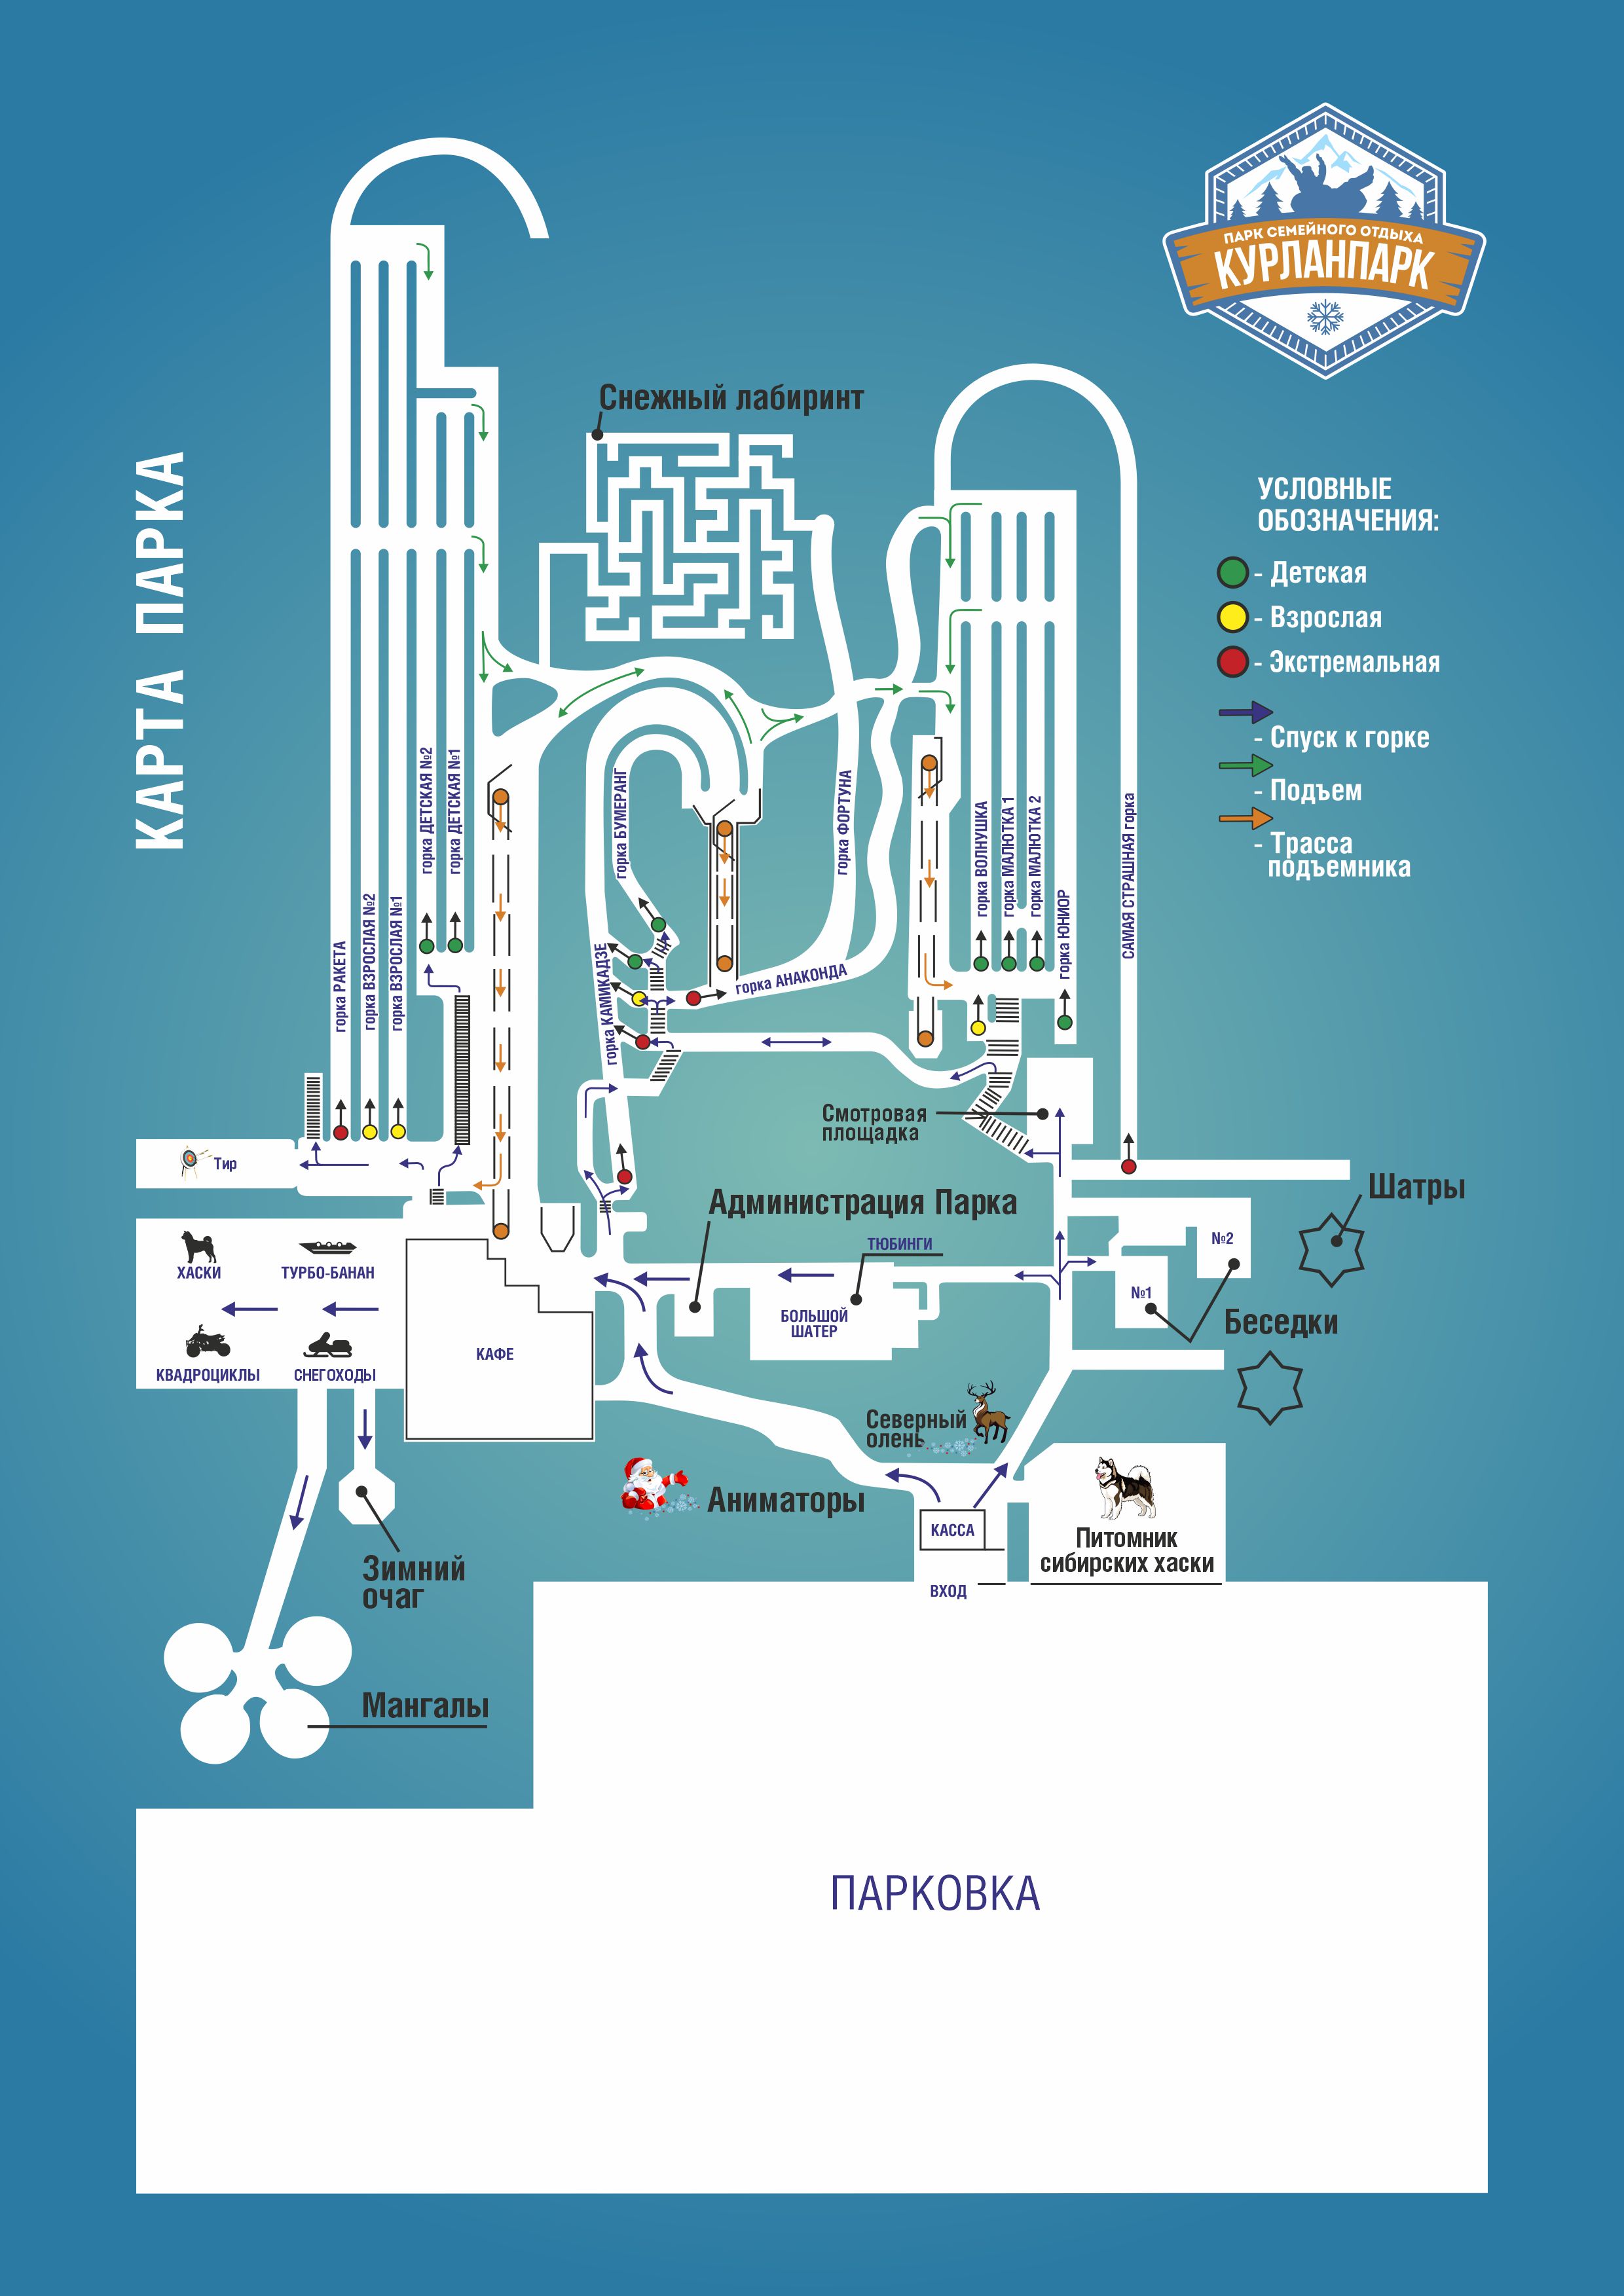 ПАРК СЕМЕЙНОГО ОТДЫХА
КУРЛАНПАРК
КАРТА ПАРКА
Снежный лабиринт
УСЛОВНЫЕ
ОБОЗНАЧЕНИЯ:
- Детская
- Взрослая
- Экстремальная
- Спуск к горке
- Подъем
- Трасса
подъемника
горка РАКЕТА
горка ВЗРОСЛАЯ №2
горка ВЗРОСЛАЯ №1
горка ДЕТСКАЯ №2
горка ДЕТСКАЯ №1
горка КАМИКАДЗЕ
горка БУМЕРАНГ
горка АНАКОНДА
горка ФОРТУНА
горка ВОЛНУШКА
горка МАЛЮТКА 1
горка МАЛЮТКА 2
горка ЮНИОР
САМАЯ СТРАШНАЯ горка
Смотровая
площадка
Тир
Шатры
Администрация Парка
ТЮБИНГИ
№2
№1
Беседки
ХАСКИ
ТУРБО-БАНАН
КВАДРОЦИКЛЫ
СНЕГОХОДЫ
КАФЕ
БОЛЬШОЙ
ШАТЕР
Северный
олень
Аниматоры
КАССА
ВХОД
Питомник
сибирских хаски
Зимний
очаг
Мангалы
ПАРКОВКА